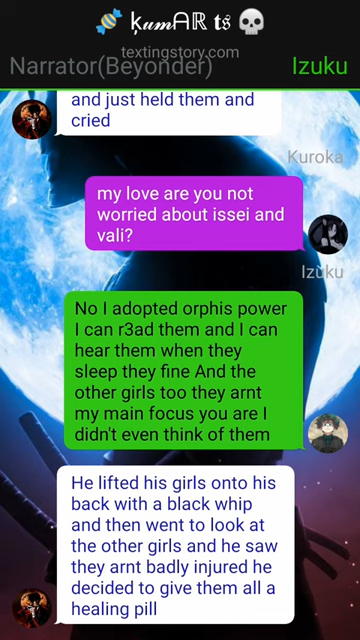 🍬 ķ𝓾𝓶ᗩℝ 𝖙𝖘 💀
textingstory.com
Narrator(Beyonder) Izuku
and just held them and
cried
Kuroka
my love are you not
worried about issei and
vali?
Izuku
No I adopted orphis power
I can r3ad them and I can
hear them when they
sleep they fine And the
other girls too they arnt
my main focus you are I
didn't even think of them
He lifted his girls onto his
back with a black whip
and then went to look at
the other girls and he saw
they arnt badly injured he
decided to give them all a
healing pill